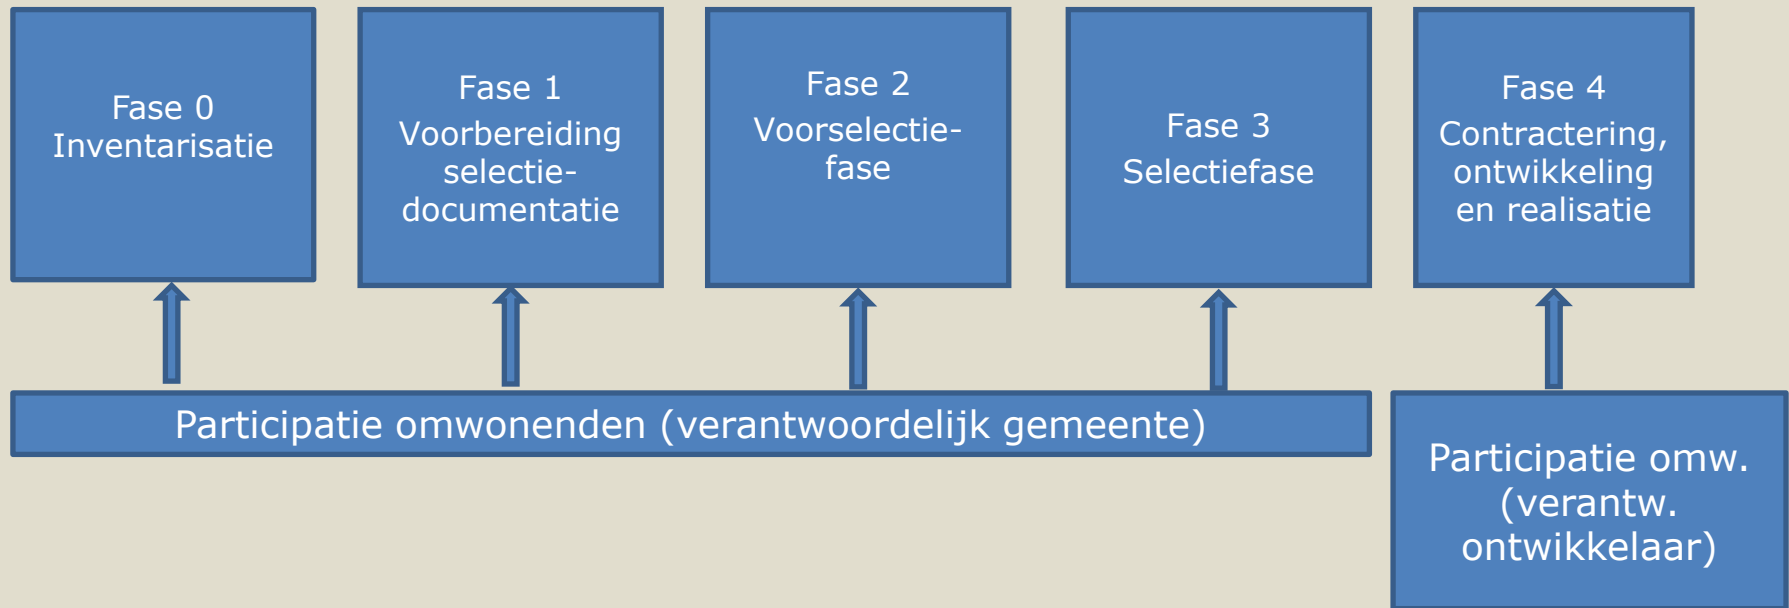 Fase 0
Inventarisatie
Fase 1
Voorbereiding
selectie-
documentatie
Fase 2
Voorselectie-
fase
Fase 3
Selectiefase
Fase 4
Contractering,
ontwikkeling
en realisatie
Participatie omwonenden (verantwoordelijk gemeente)
Participatie omw.
(verantw.
ontwikkelaar)